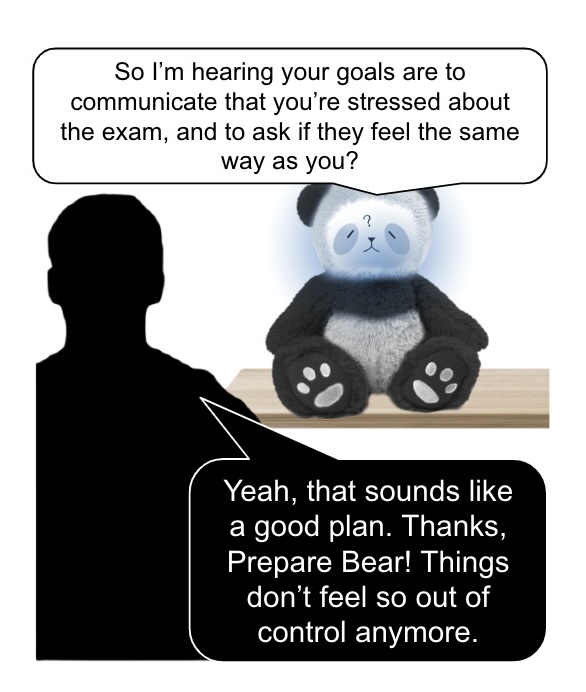 So I’m hearing your goals are to
communicate that you’re stressed about
the exam, and to ask if they feel the same
way as you?
?
Yeah, that sounds like
a good plan. Thanks,
Prepare Bear! Things
don’t feel so out of
control anymore.